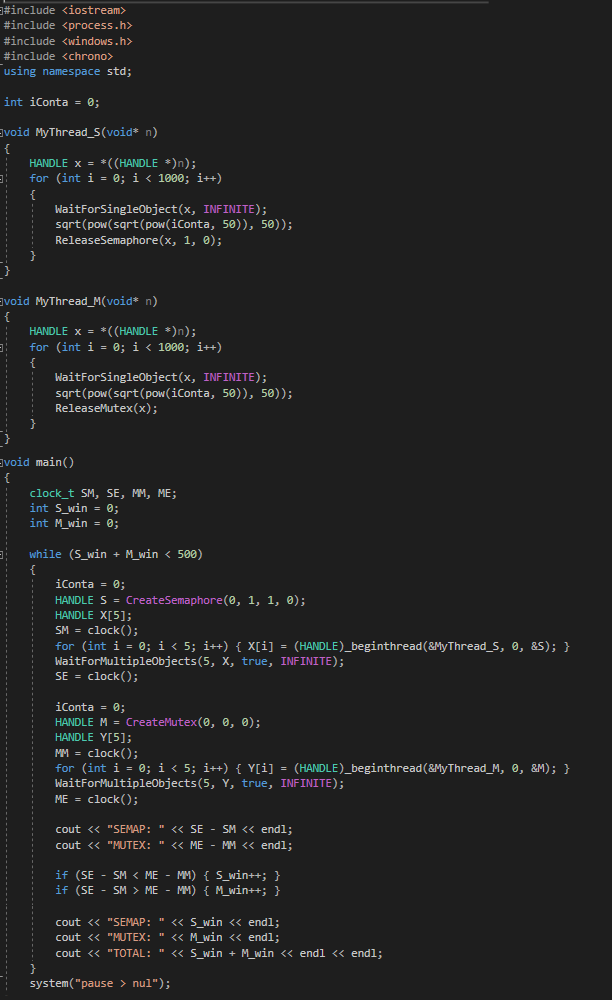 #include <iostream>
#include <process.h>
#include <windows.h>
#include <chrono>
using namespace std;

int iConta = 0;

void MyThread_S(void* n)
{
    HANDLE x = *((HANDLE *)n);
    for (int i = 0; i < 1000; i++)
    {
        WaitForSingleObject(x, INFINITE);
        sqrt(pow(sqrt(pow(iConta, 50)), 50));
        ReleaseSemaphore(x, 1, 0);
    }
}

void MyThread_M(void* n)
{
    HANDLE x = *((HANDLE *)n);
    for (int i = 0; i < 1000; i++)
    {
        WaitForSingleObject(x, INFINITE);
        sqrt(pow(sqrt(pow(iConta, 50)), 50));
        ReleaseMutex(x);
    }
}

void main()
{
    clock_t SM, SE, MM, ME;
    int S_win = 0;
    int M_win = 0;

    while (S_win + M_win < 500)
    {
        iConta = 0;
        HANDLE S = CreateSemaphore(0, 1, 1, 0);
        HANDLE X[5];
        SM = clock();
        for (int i = 0; i < 5; i++) { X[i] = (HANDLE)_beginthread(&MyThread_S, 0, &S); }
        WaitForMultipleObjects(5, X, true, INFINITE);
        SE = clock();

        iConta = 0;
        HANDLE M = CreateMutex(0, 0, 0);
        HANDLE Y[5];
        MM = clock();
        for (int i = 0; i < 5; i++) { Y[i] = (HANDLE)_beginthread(&MyThread_M, 0, &M); }
        WaitForMultipleObjects(5, Y, true, INFINITE);
        ME = clock();

        cout << "SEMAP: " << SE - SM << endl;
        cout << "MUTEX: " << ME - MM << endl;

        if (SE - SM < ME - MM) { S_win++; }
        if (SE - SM > ME - MM) { M_win++; }

        cout << "SEMAP: " << S_win << endl;
        cout << "MUTEX: " << M_win << endl;
        cout << "TOTAL: " << S_win + M_win << endl << endl;
    }
    system("pause > nul");